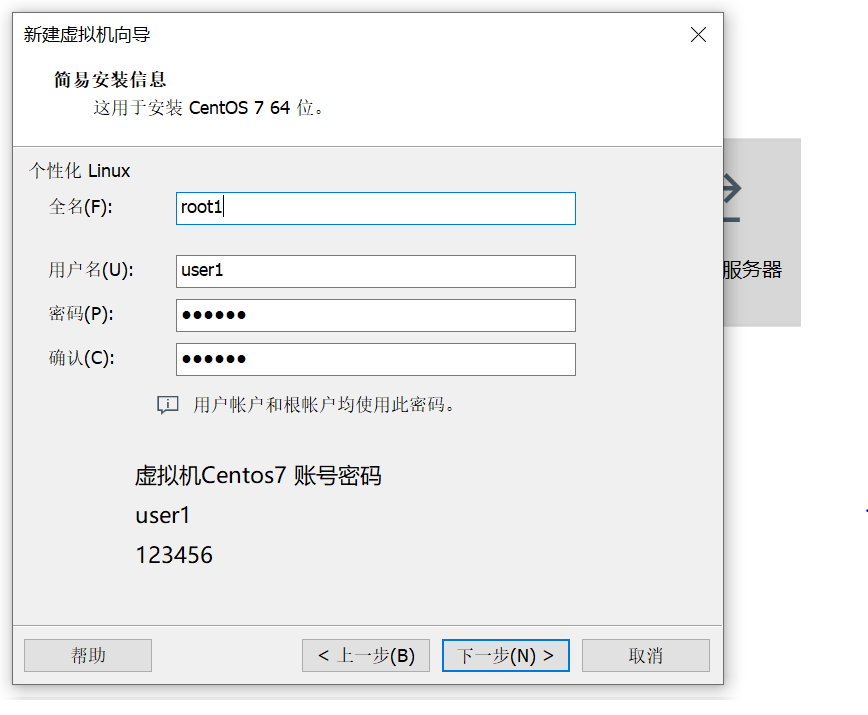 新建虚拟机向导
简易安装信息
这用于安装 CentOS 7 64 位。
个性化 Linux
全名(F):
root1
用户名(U):
user1
密码(P):
●●●●●●
确认(C):
●●●●●●
用户帐户和根帐户均使用此密码。
虚拟机Centos7 账号密码
user1
123456
帮助
< 上一步(B)
下一步(N) >
取消
服务器